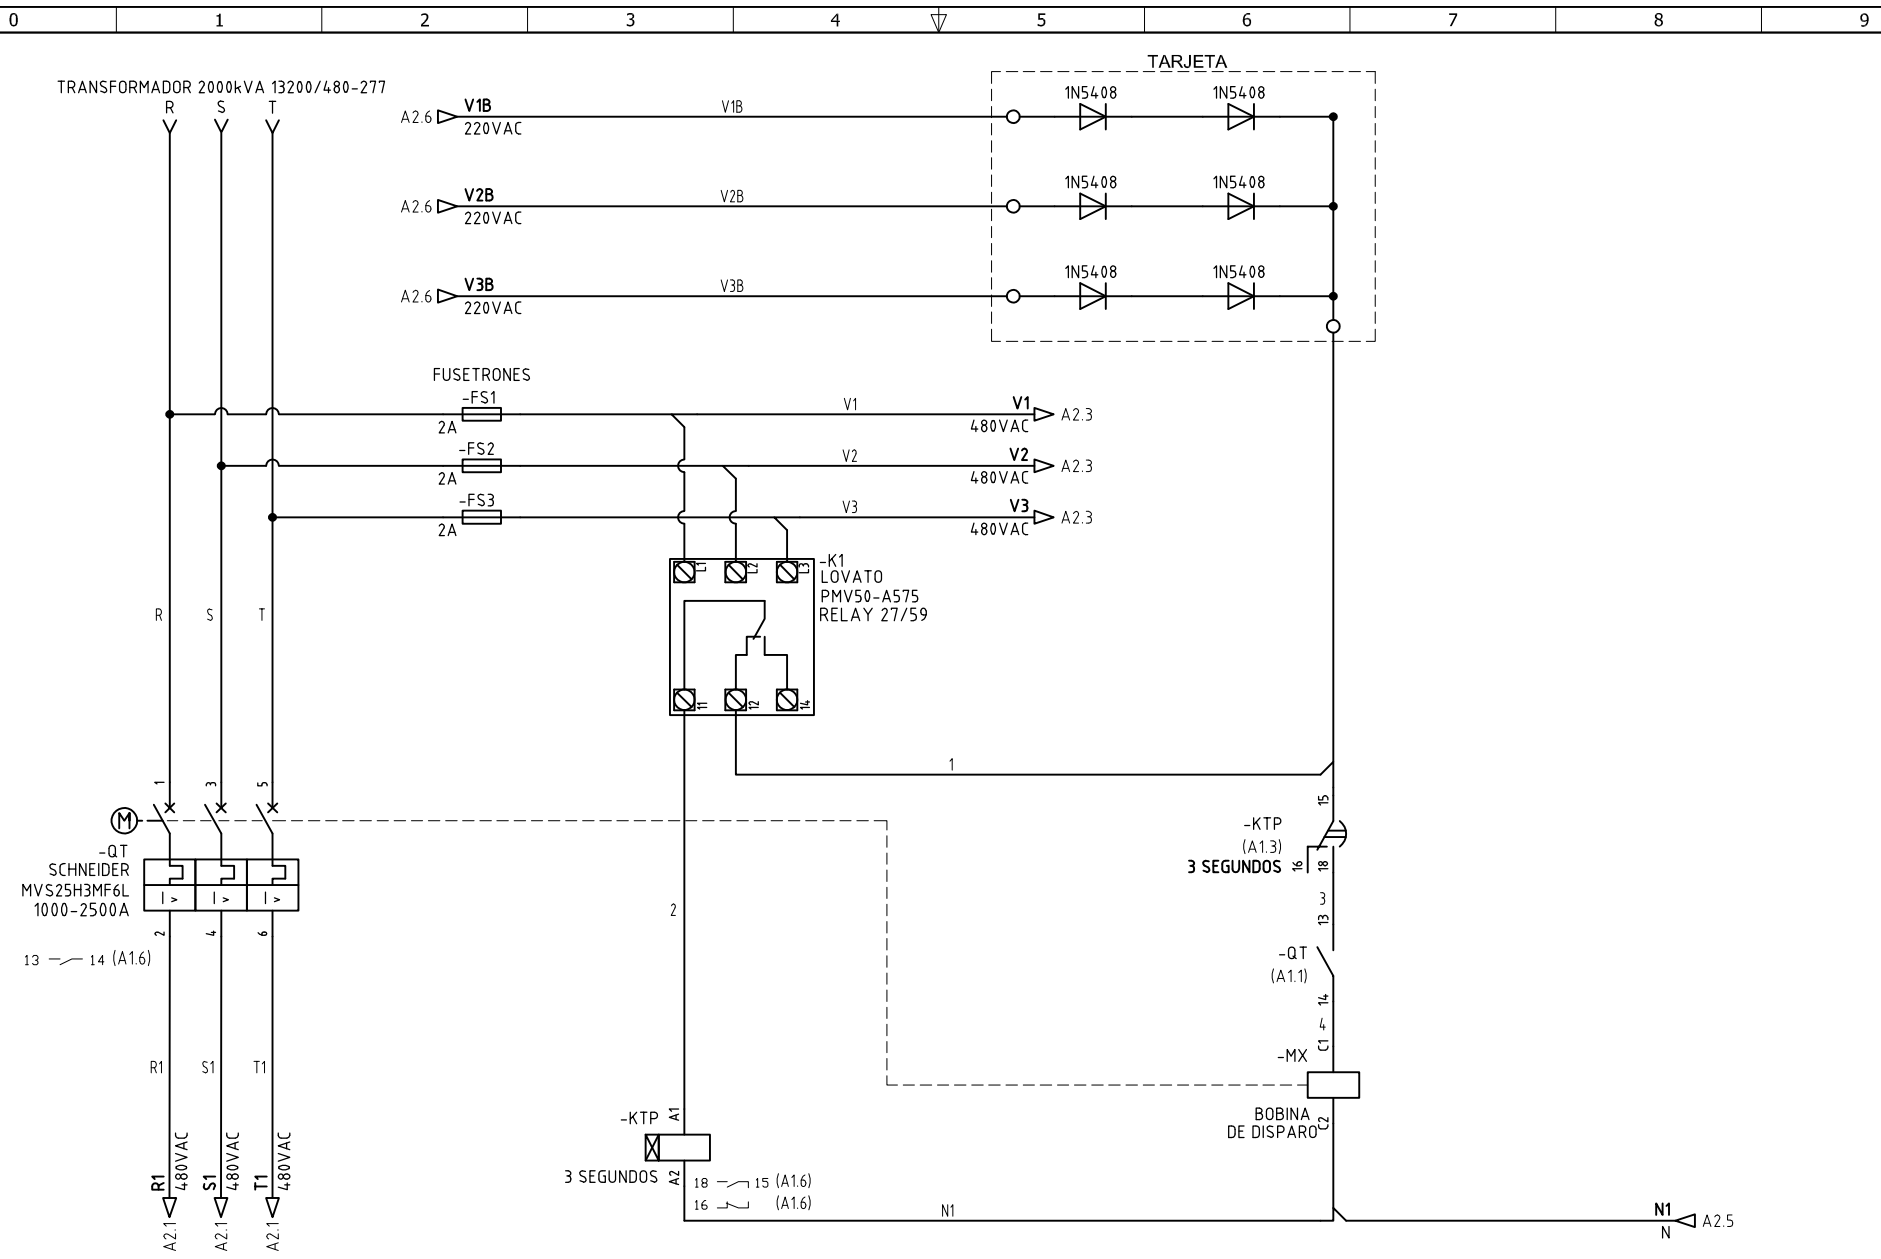 0 1 2 3 4 5 6 7 8 9
TARJETA
TRANSFORMADOR 2000kVA 13200/480-277
R S T
A2.6 V1B V1B 1N5408 1N5408
220VAC
A2.6 V2B V2B 1N5408 1N5408
220VAC
A2.6 V3B V3B 1N5408 1N5408
220VAC
FUSETRONES
-FS1 V1 V1 A2.3
2A 480VAC
-FS2 V2 V2 A2.3
2A 480VAC
-FS3 V3 V3 A2.3
2A 480VAC
L1 L2 L3
-K1
LOVATO
PMV50-A575
RELAY 27/59
R S T
11 12 14
1
1 3 5
M
-QT
SCHNEIDER
MVS25H3MF6L
1000-2500A
I > I > I >
2 4 6
13 14 (A1.6)
15
-KTP
(A1.3)
3 SEGUNDOS 16 18
2
3
13
-QT
(A1.1)
14
4
C1
-MX
BOBINA
DE DISPARO C2
R1 S1 T1
-KTP A1
3 SEGUNDOS A2
18 15 (A1.6)
16 (A1.6)
N1
R1 480VAC S1 480VAC T1 480VAC
A2.1 A2.1 A2.1
N1 A2.5
N